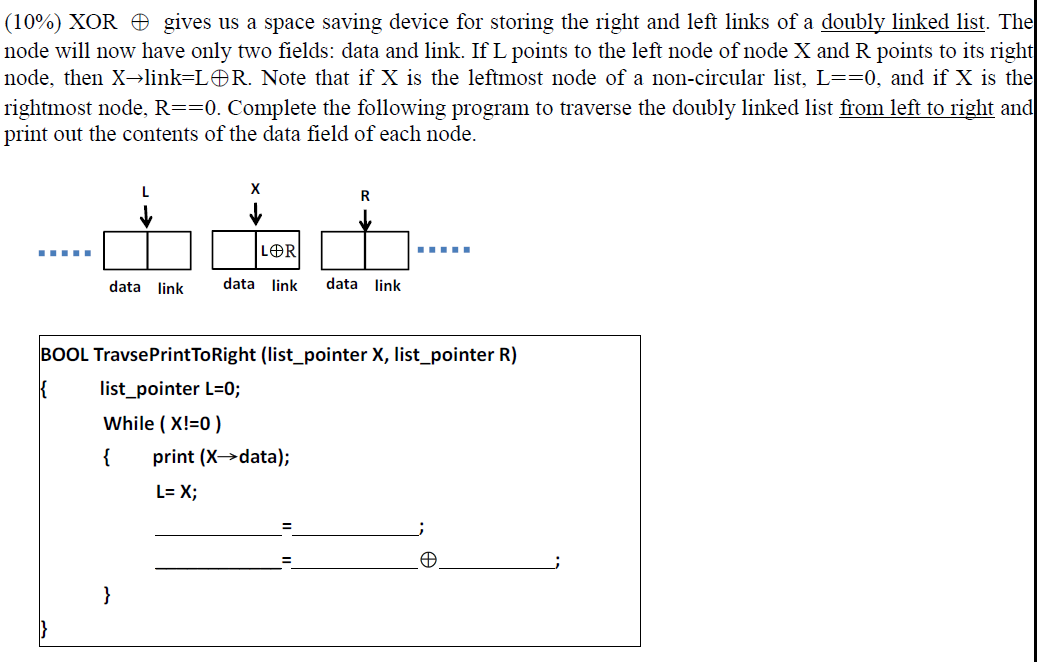 (10%) XOR ⊕ gives us a space saving device for storing the right and left links of a doubly linked list. The
node will now have only two fields: data and link. If L points to the left node of node X and R points to its right
node, then X→link=L⊕R. Note that if X is the leftmost node of a non-circular list, L==0, and if X is the
rightmost node, R==0. Complete the following program to traverse the doubly linked list from left to right and
print out the contents of the data field of each node.
L X R
L⊕R
data link data link data link
BOOL TravsePrintToRight (list_pointer X, list_pointer R)
{ list_pointer L=0;
While ( X!=0 )
{ print (X→data);
L= X;
____________=____________;
____________=____________⊕____________;
}
}